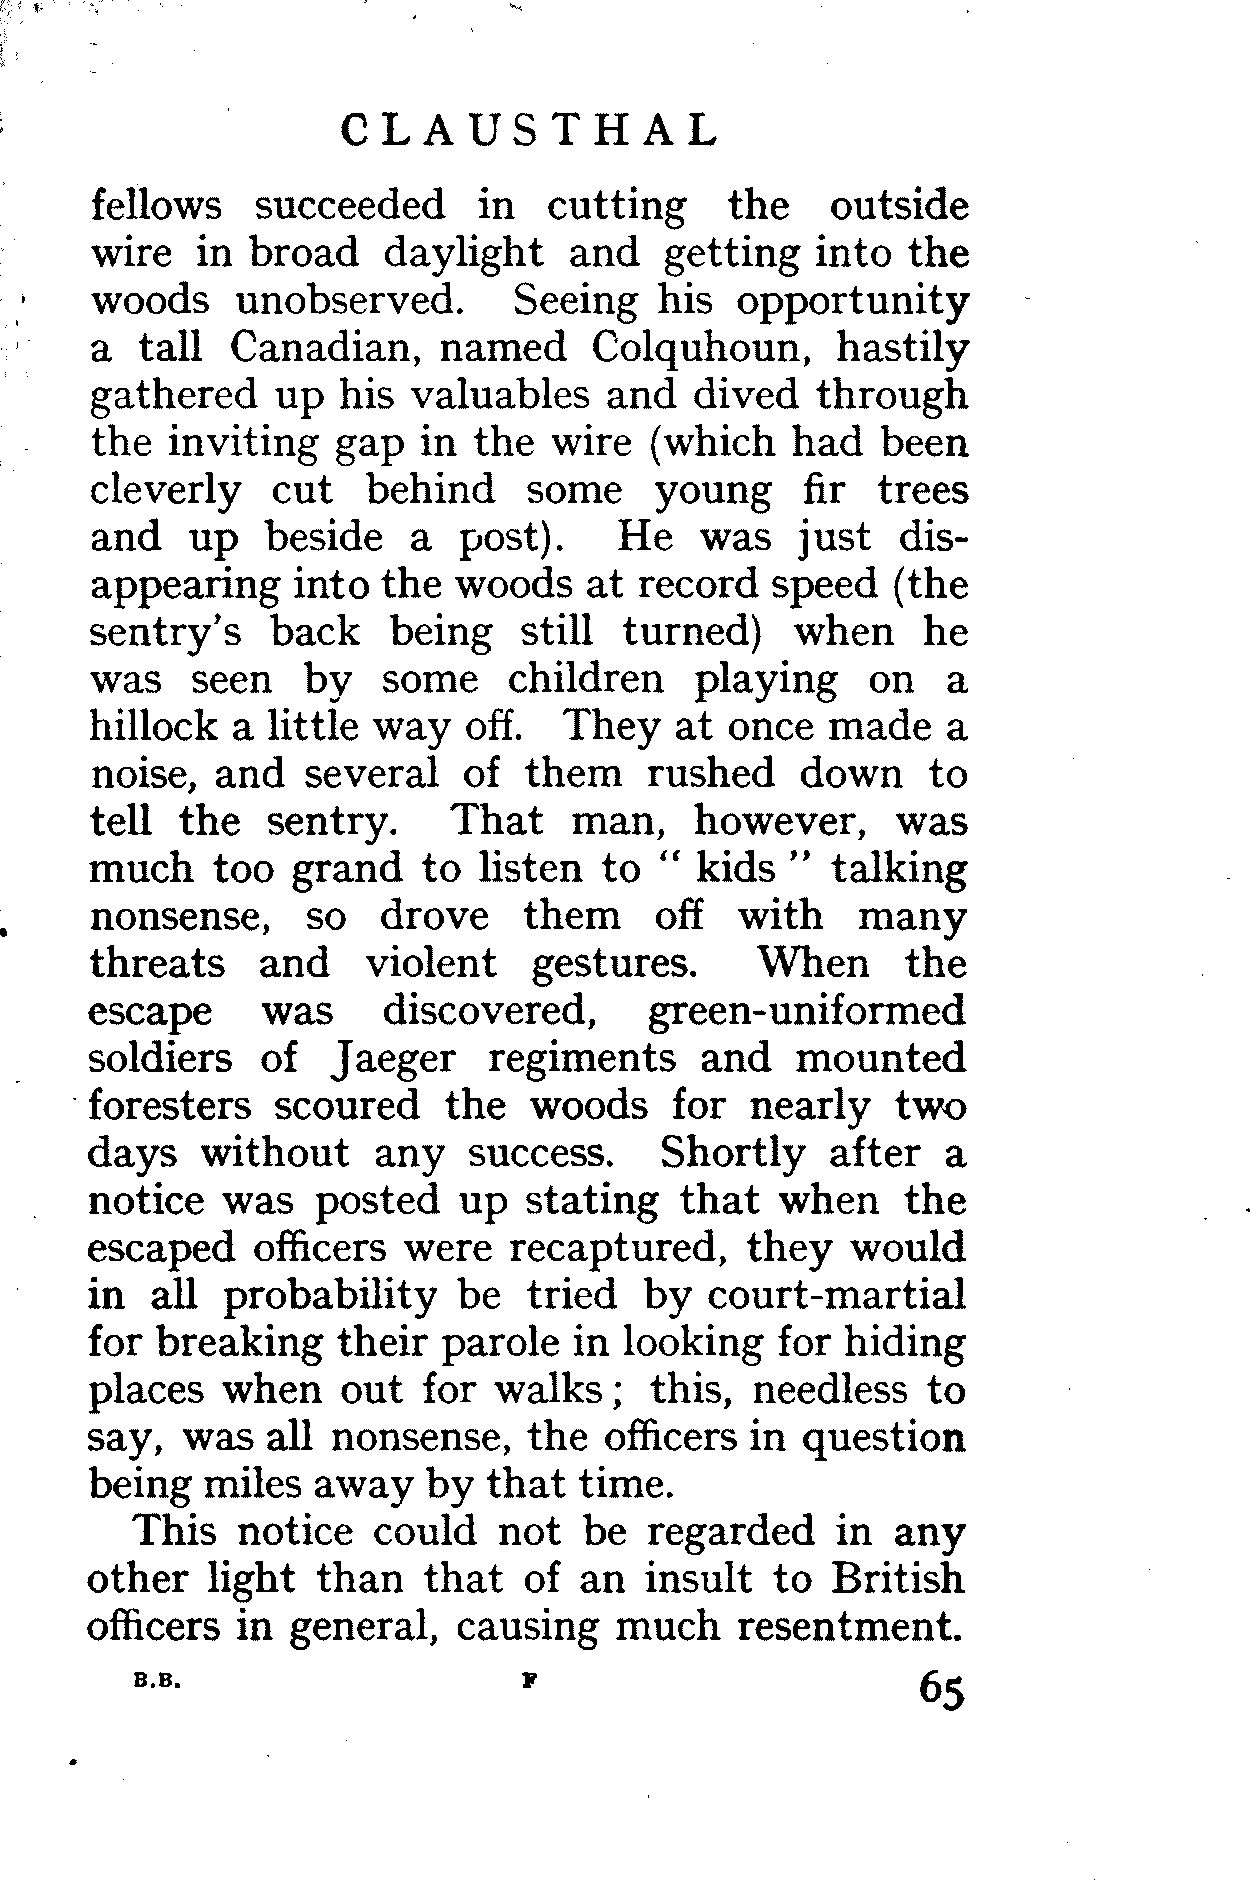 CLAUSTHAL
fellows succeeded in cutting the outside
wire in broad daylight and getting into the
woods unobserved. Seeing his opportunity
a tall Canadian, named Colquhoun, hastily
gathered up his valuables and dived through
the inviting gap in the wire (which had been
cleverly cut behind some young fir trees
and up beside a post). He was just dis-
appearing into the woods at record speed (the
sentry's back being still turned) when he
was seen by some children playing on a
hillock a little way off. They at once made a
noise, and several of them rushed down to
tell the sentry. That man, however, was
much too grand to listen to “ kids ” talking
nonsense, so drove them off with many
threats and violent gestures. When the
escape was discovered, green-uniformed
soldiers of Jaeger regiments and mounted
foresters scoured the woods for nearly two
days without any success. Shortly after a
notice was posted up stating that when the
escaped officers were recaptured, they would
in all probability be tried by court-martial
for breaking their parole in looking for hiding
places when out for walks ; this, needless to
say, was all nonsense, the officers in question
being miles away by that time.
This notice could not be regarded in any
other light than that of an insult to British
officers in general, causing much resentment.
B.B. F 65